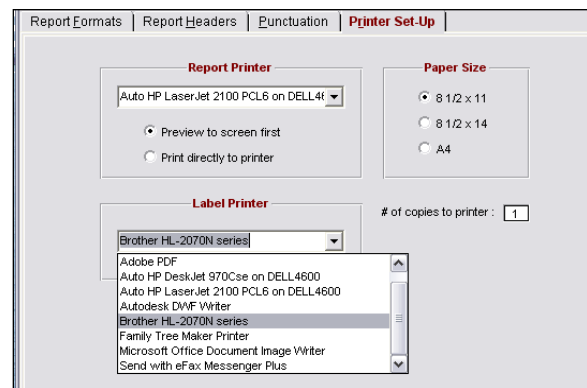 Report Formats Report Headers Punctuation Printer Set-Up
Report Printer
Auto HP LaserJet 2100 PCL6 on DELL4
Preview to screen first
Print directly to printer
Paper Size
8 1/2 x 11
8 1/2 x 14
A4
Label Printer
Brother HL-2070N series
# of copies to printer : 1
Adobe PDF
Auto HP DeskJet 970Cse on DELL4600
Auto HP LaserJet 2100 PCL6 on DELL4600
Autodesk DWF Writer
Brother HL-2070N series
Family Tree Maker Printer
Microsoft Office Document Image Writer
Send with eFax Messenger Plus